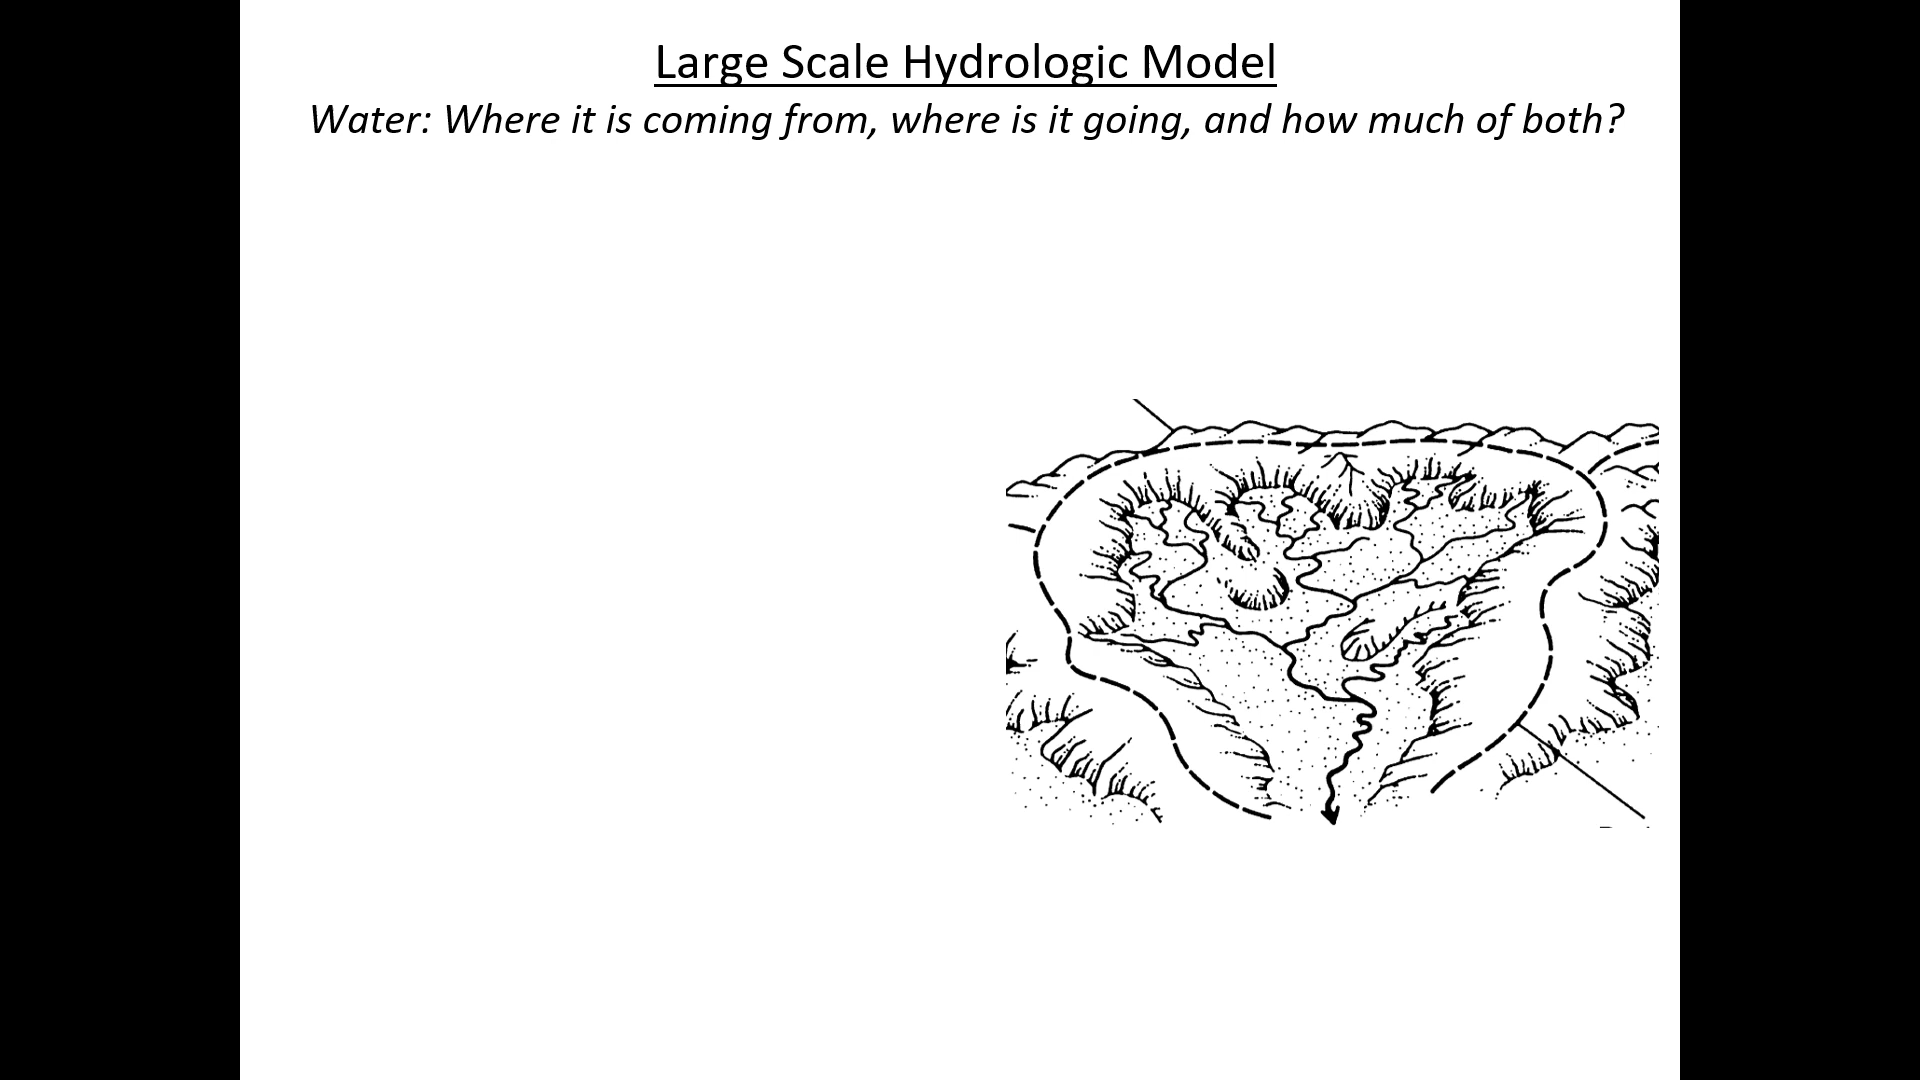 Large Scale Hydrologic Model
Water: Where it is coming from, where is it going, and how much of both?